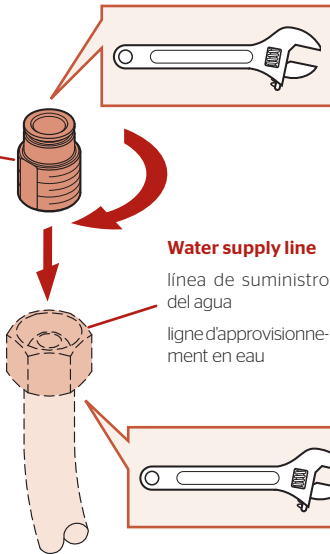 Water supply line
línea de suministro
del agua
ligne d'approvisionne-
ment en eau